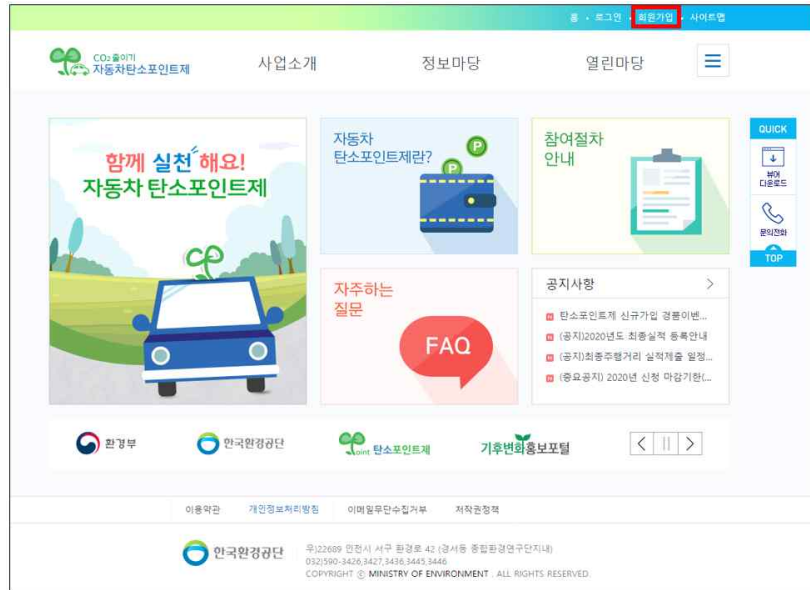 홈 · 로그인 · 회원가입 · 사이트맵
CO₂ 줄이기
자동차탄소포인트제
사업소개
정보마당
열린마당
함께 실천해요!
자동차 탄소포인트제
자동차
탄소포인트제란?
P
P
참여절차
안내
자주하는
질문
FAQ
공지사항
N 탄소포인트제 신규가입 경품이벤...
N (공지)2020년도 최종실적 등록안내
N (공지)최종주행거리 실적제출 일정...
N (중요공지) 2020년 신청 마감기한(...
QUICK
뷰어
다운로드
문의전화
TOP
환경부
한국환경공단
Point 탄소포인트제
기후변화홍보포털
이용약관
개인정보처리방침
이메일무단수집거부
저작권정책
한국환경공단
우)22689 인천시 서구 환경로 42 (경서동 종합환경연구단지내)
032)590-3426,3427,3436,3445,3446
COPYRIGHT ⓒ MINISTRY OF ENVIRONMENT . ALL RIGHTS RESERVED.